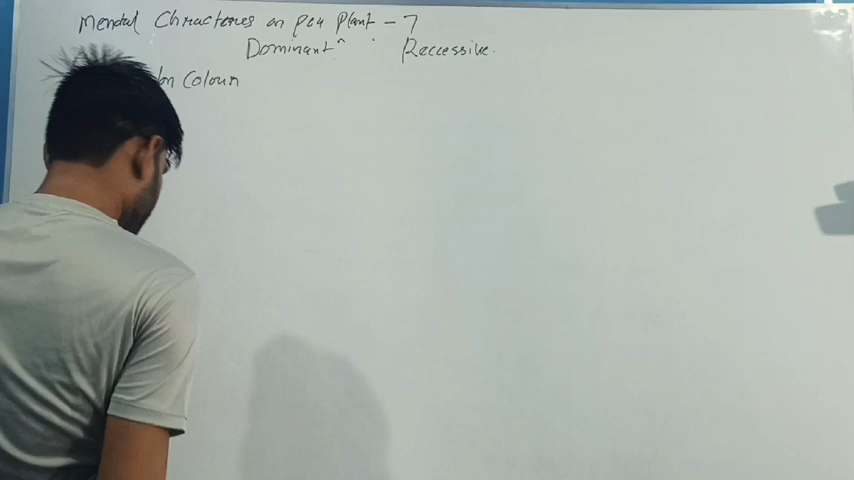 Mendel Chracteres on pea plant - 7
Dominant Reccessive.
Colour